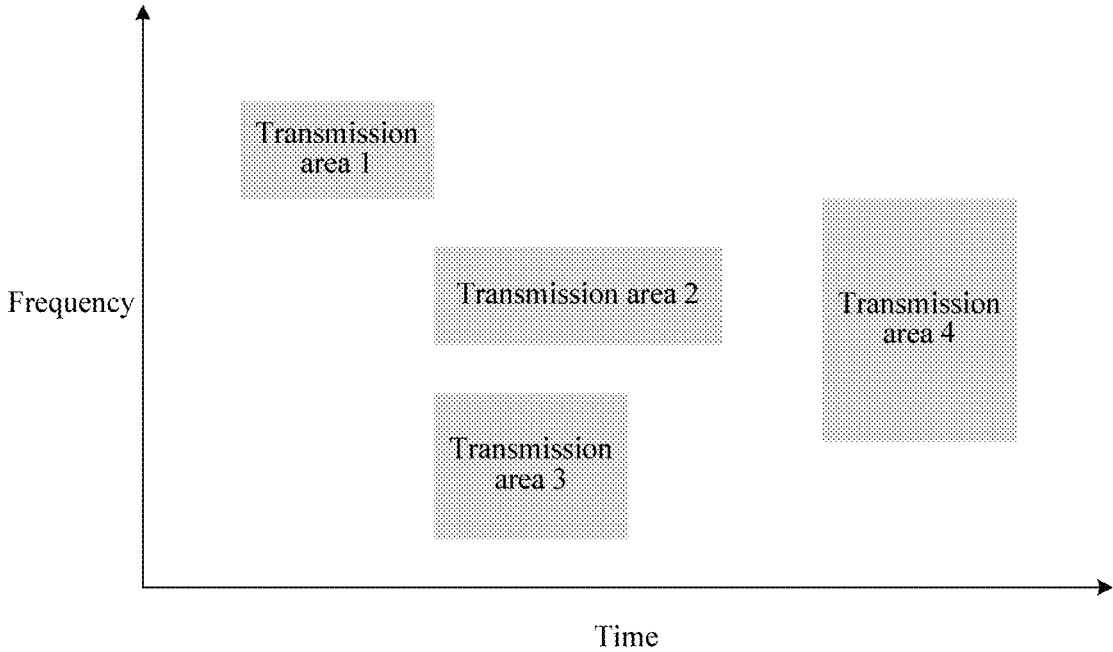 Transmission
area 1
Transmission area 2
Frequency
Transmission
area 4
Transmission
area 3
Time